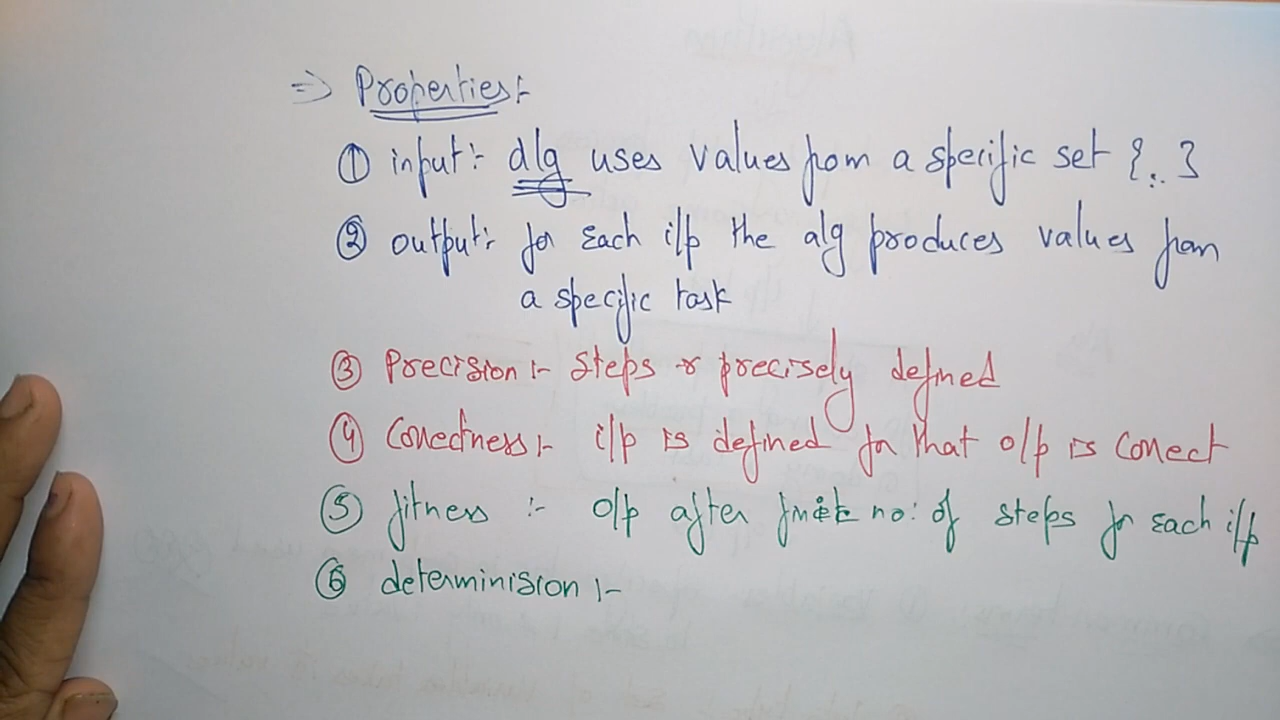 => Properties:-
① input:- alg uses values from a specific set {..}
② output:- for Each i/p the alg produces values from
a specific task
③ Precision:- Steps r precisely defined
④ Correctness:- i/p is defined for that o/p is Correct
⑤ fitness :- o/p after finite no: of steps for Each i/p
⑥ determinision:-